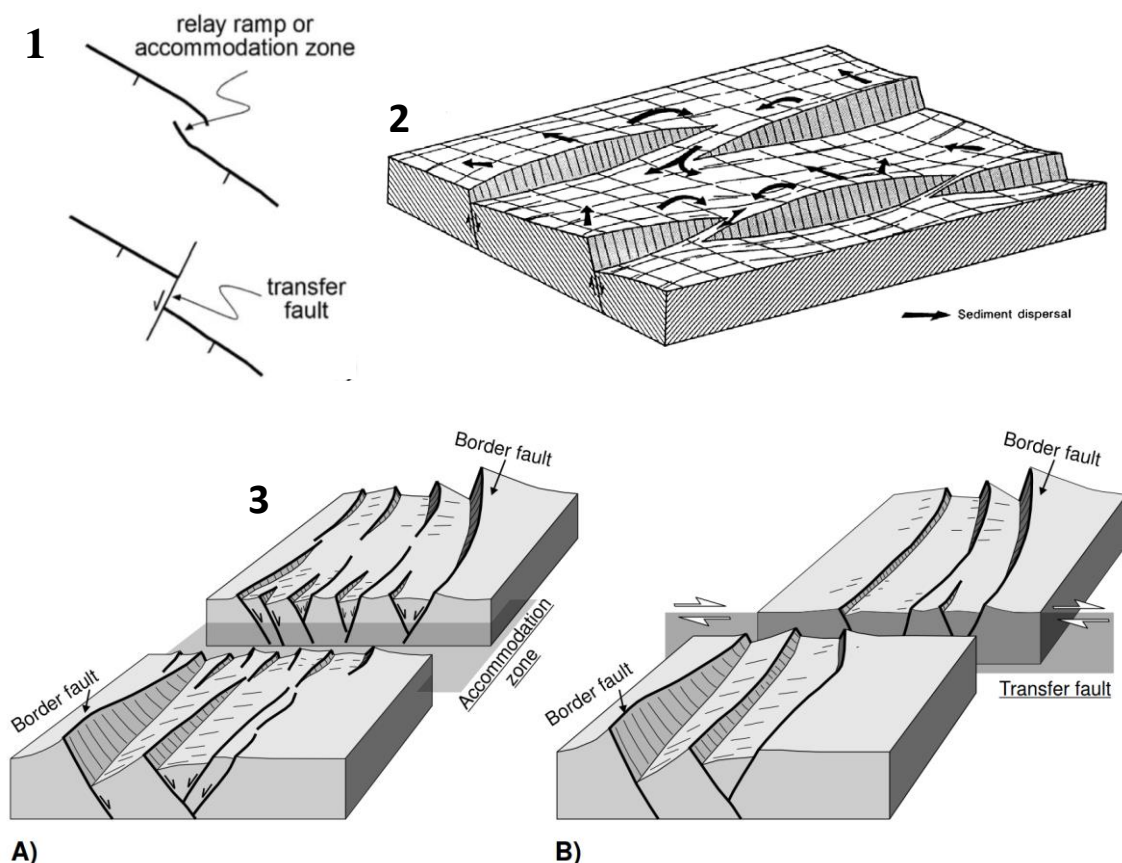 1
relay ramp or
accommodation zone
transfer
fault
2
Sediment dispersal
3
Border fault
Accommodation
zone
Border fault
A)
Border fault
Transfer fault
Border fault
B)